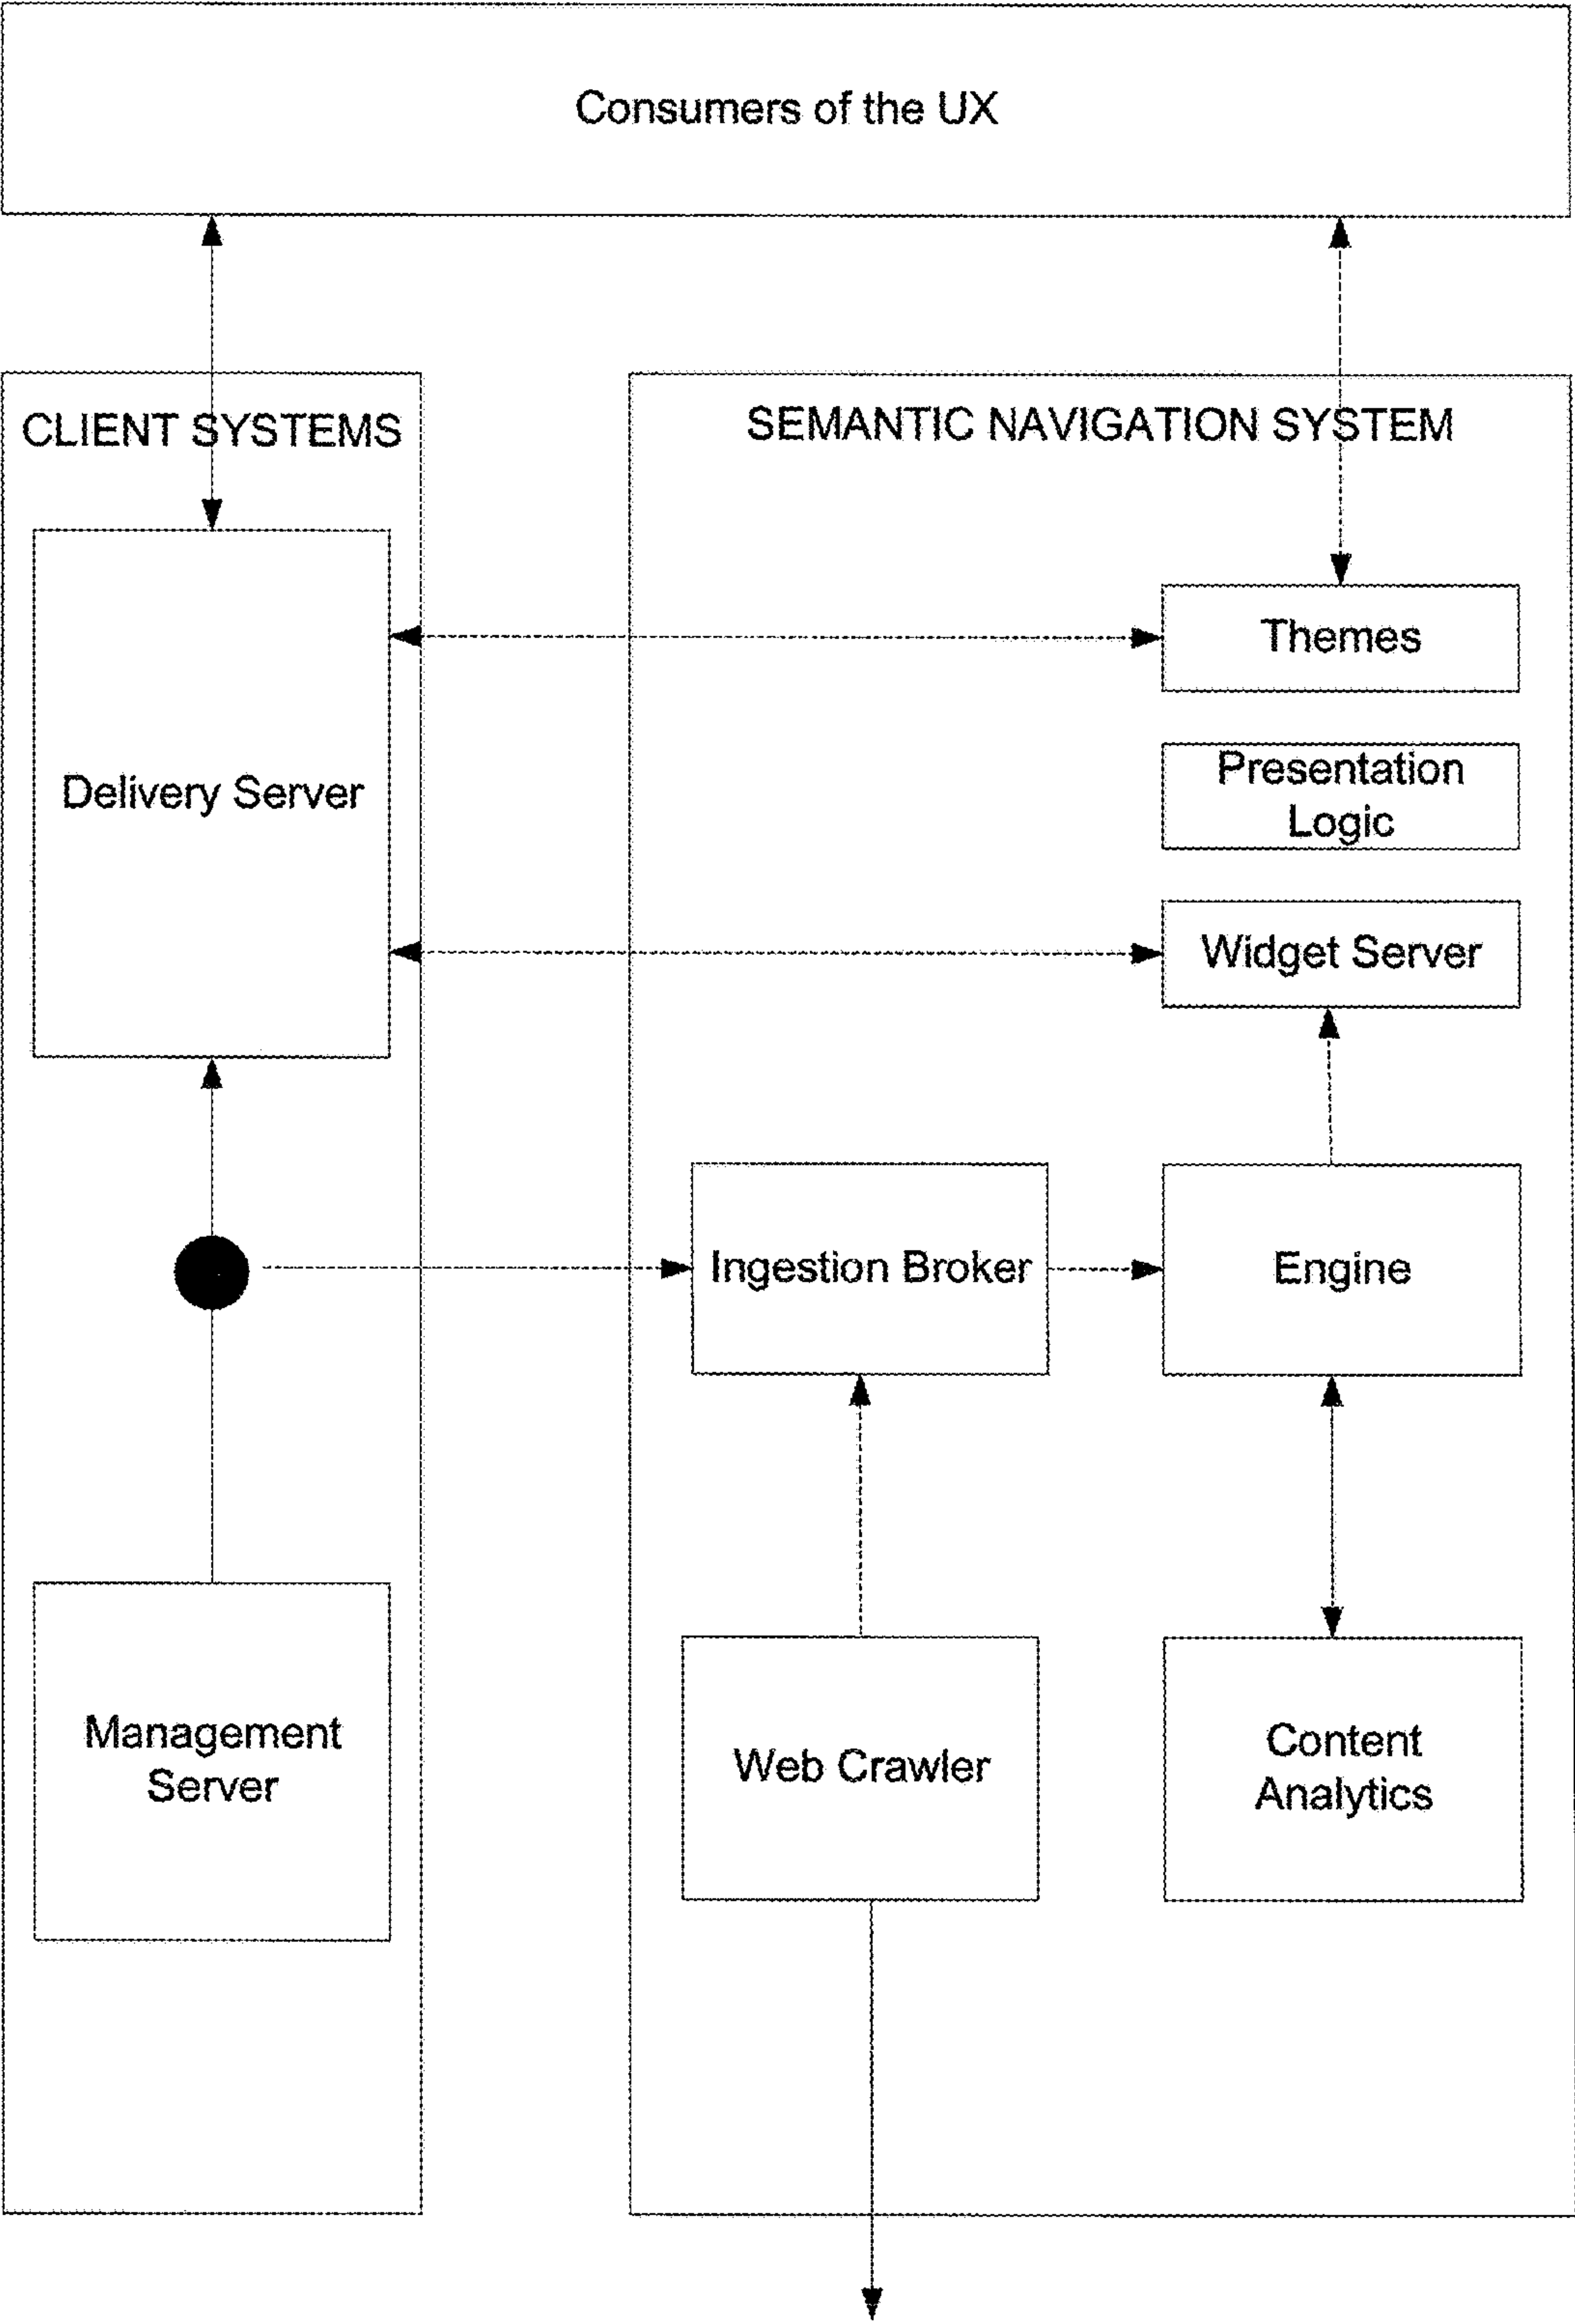 Consumers of the UX
CLIENT SYSTEMS
SEMANTIC NAVIGATION SYSTEM
Delivery Server
Themes
Presentation
Logic
Widget Server
Ingestion Broker
Engine
Management
Server
Web Crawler
Content
Analytics